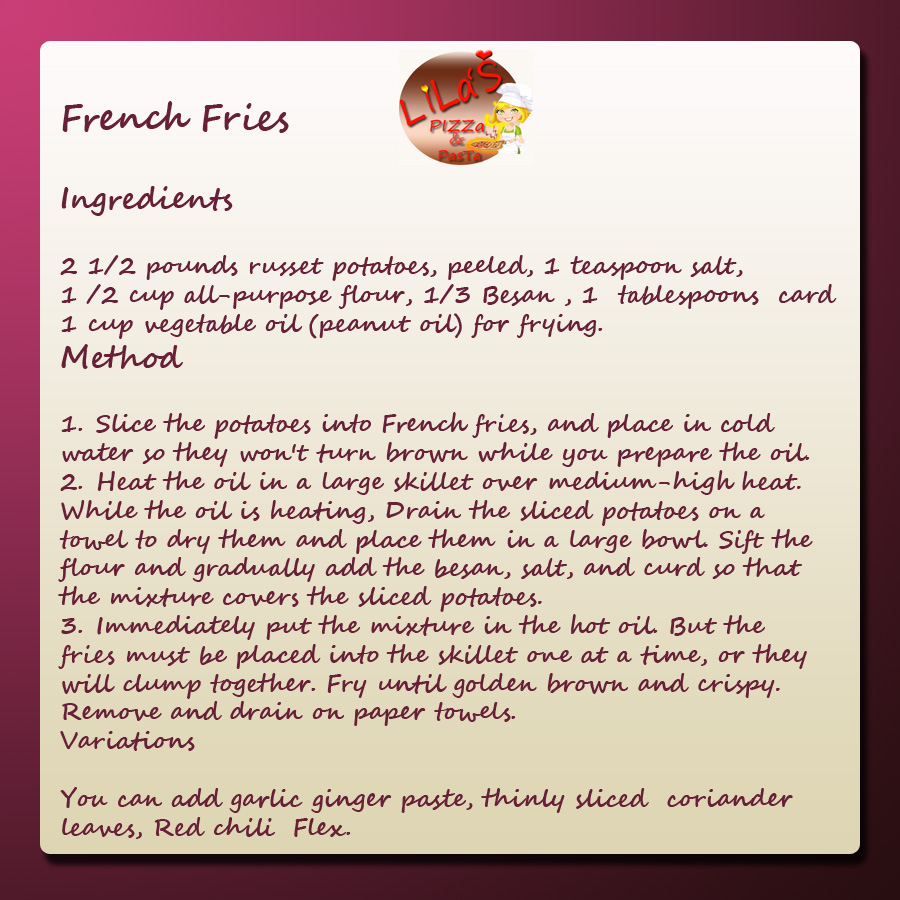 LiLa'Š
PIZZa
&
PasTa
French Fries
Ingredients
2 1/2 pounds russet potatoes, peeled, 1 teaspoon salt,
1 /2 cup all-purpose flour, 1/3 Besan , 1 tablespoons card
1 cup vegetable oil (peanut oil) for frying.
Method
1. Slice the potatoes into French fries, and place in cold
water so they won't turn brown while you prepare the oil.
2. Heat the oil in a large skillet over medium-high heat.
While the oil is heating, Drain the sliced potatoes on a
towel to dry them and place them in a large bowl. Sift the
flour and gradually add the besan, salt, and curd so that
the mixture covers the sliced potatoes.
3. Immediately put the mixture in the hot oil. But the
fries must be placed into the skillet one at a time, or they
will clump together. Fry until golden brown and crispy.
Remove and drain on paper towels.
Variations
You can add garlic ginger paste, thinly sliced coriander
leaves, Red chili Flex.